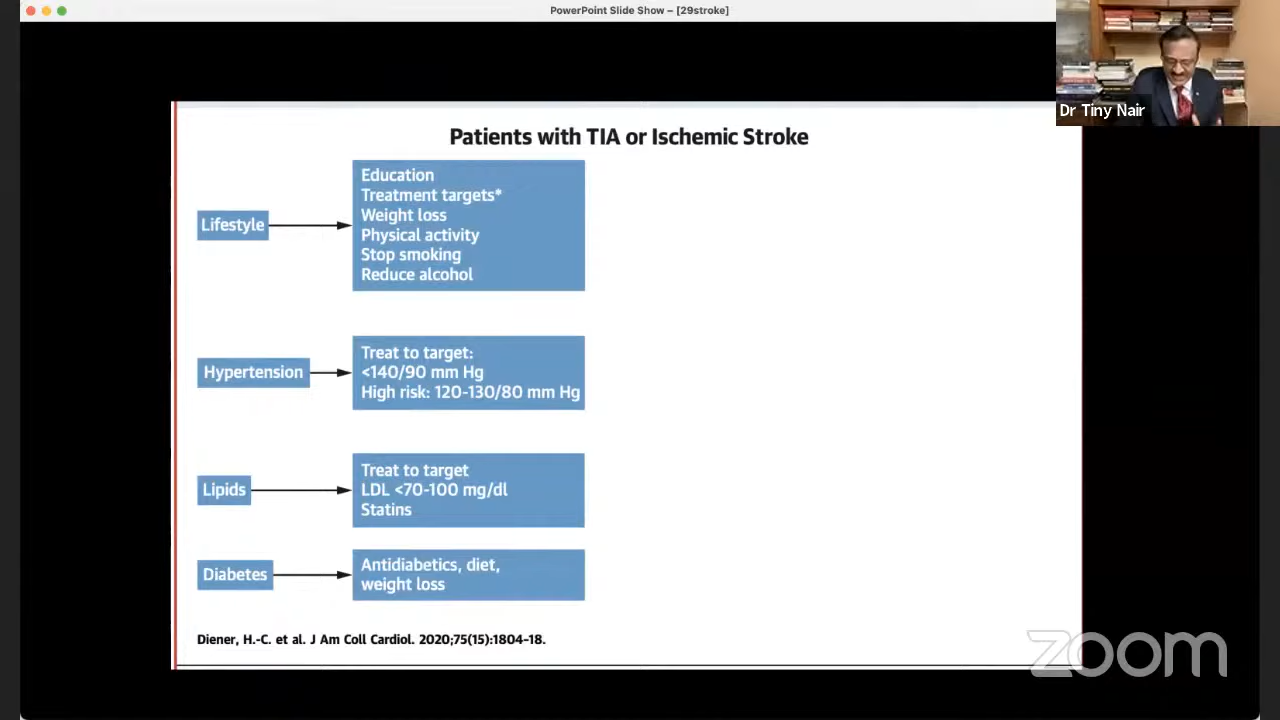 PowerPoint Slide Show – [29stroke]
Dr Tiny Nair
Patients with TIA or Ischemic Stroke
Lifestyle
Education
Treatment targets*
Weight loss
Physical activity
Stop smoking
Reduce alcohol
Hypertension
Treat to target:
<140/90 mm Hg
High risk: 120-130/80 mm Hg
Lipids
Treat to target
LDL <70-100 mg/dl
Statins
Diabetes
Antidiabetics, diet,
weight loss
Diener, H.-C. et al. J Am Coll Cardiol. 2020;75(15):1804-18.
zoom